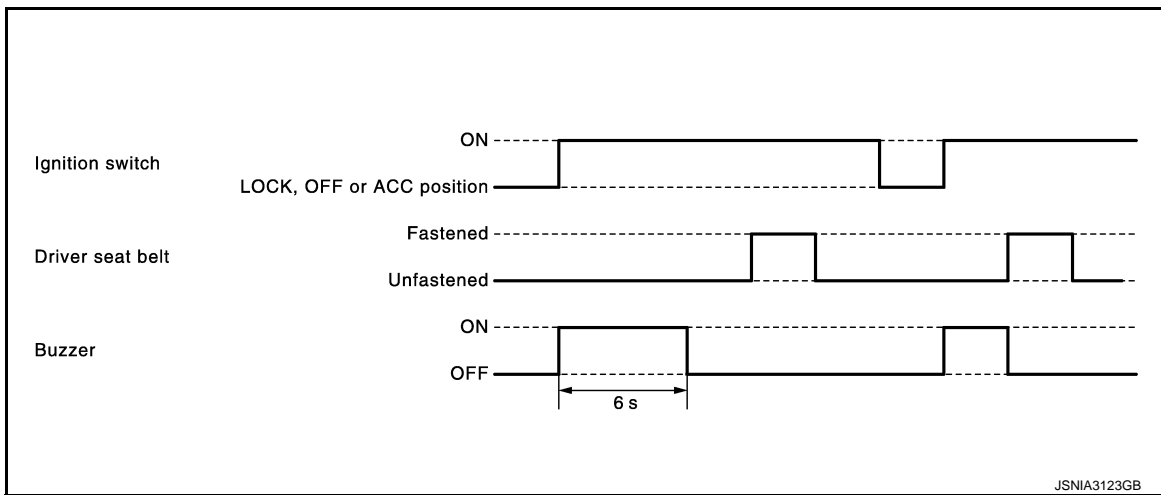 Ignition switch
ON
LOCK, OFF or ACC position
Driver seat belt
Fastened
Unfastened
Buzzer
ON
OFF
6 s
JSNIA3123GB